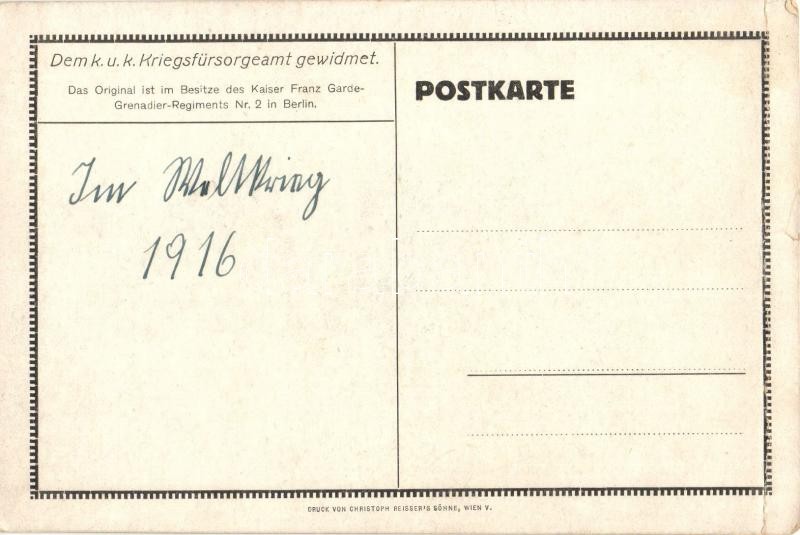 Dem k. u. k. Kriegsfürsorgeamt gewidmet.
Das Original ist im Besitze des Kaiser Franz Garde-
Grenadier-Regiments Nr. 2 in Berlin.
POSTKARTE
Im Weltkrieg
1916
DRUCK VON CHRISTOPH REISSER'S SÖHNE, WIEN V.